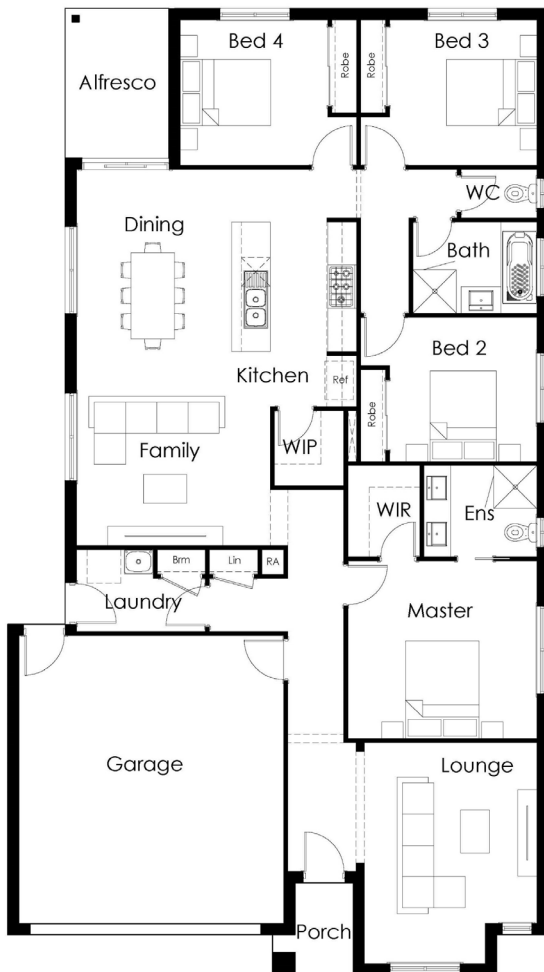 Bed 4
Robe
Robe
Bed 3
Alfresco
WC
Dining
Bath
Kitchen
Ref
Bed 2
Robe
Family
WIP
WIR
Ens
Brm
Lin
RA
Laundry
Master
Garage
Lounge
Porch